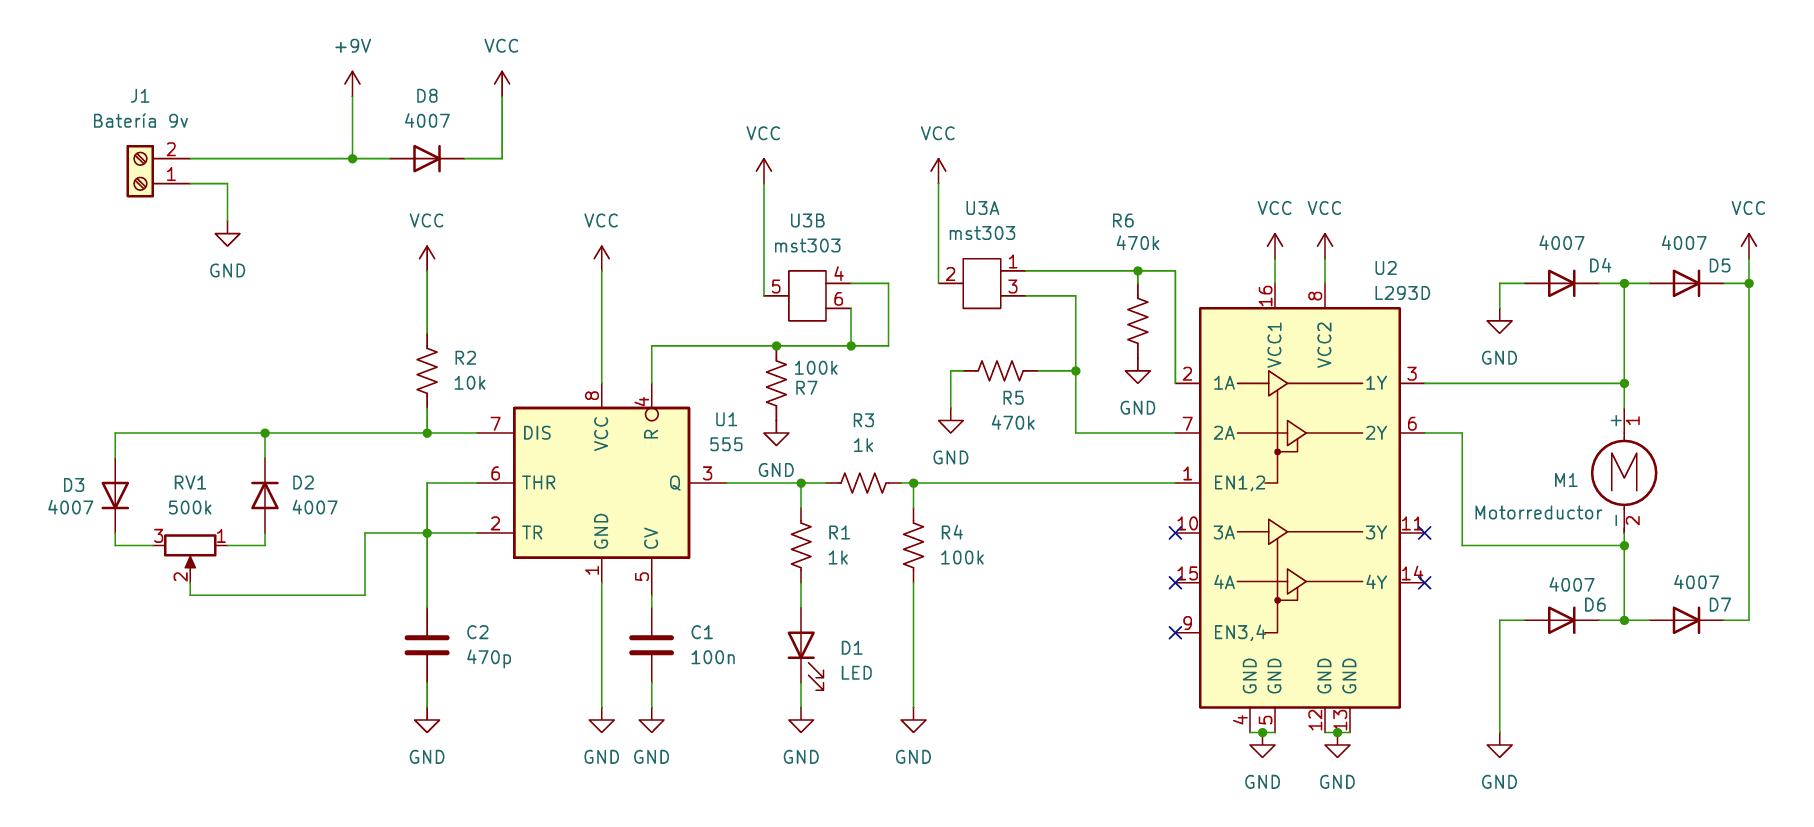 +9V
VCC
J1
Batería 9v
2
1
GND
D8
4007
VCC
R2
10k
D3
4007
RV1
500k
3
1
2
D2
4007
C2
470p
GND
VCC
U1
555
8
4
7
6
2
3
1
5
DIS
THR
TR
VCC
R
Q
GND
CV
GND
C1
100n
GND
VCC
U3B
mst303
5
4
6
100k
R7
GND
R3
1k
R1
1k
D1
LED
GND
R4
100k
GND
VCC
U3A
mst303
2
1
3
R6
470k
GND
R5
470k
GND
VCC
VCC
U2
L293D
16
8
VCC1
VCC2
2
1A
1Y
3
7
2A
2Y
6
1
EN1,2
10
3A
3Y
11
15
4A
4Y
14
9
EN3,4
GND
GND
GND
GND
4
5
12
13
GND
GND
4007
D4
4007
D5
VCC
GND
+
1
M
M1
Motorreductor
-
2
4007
D6
4007
D7
GND